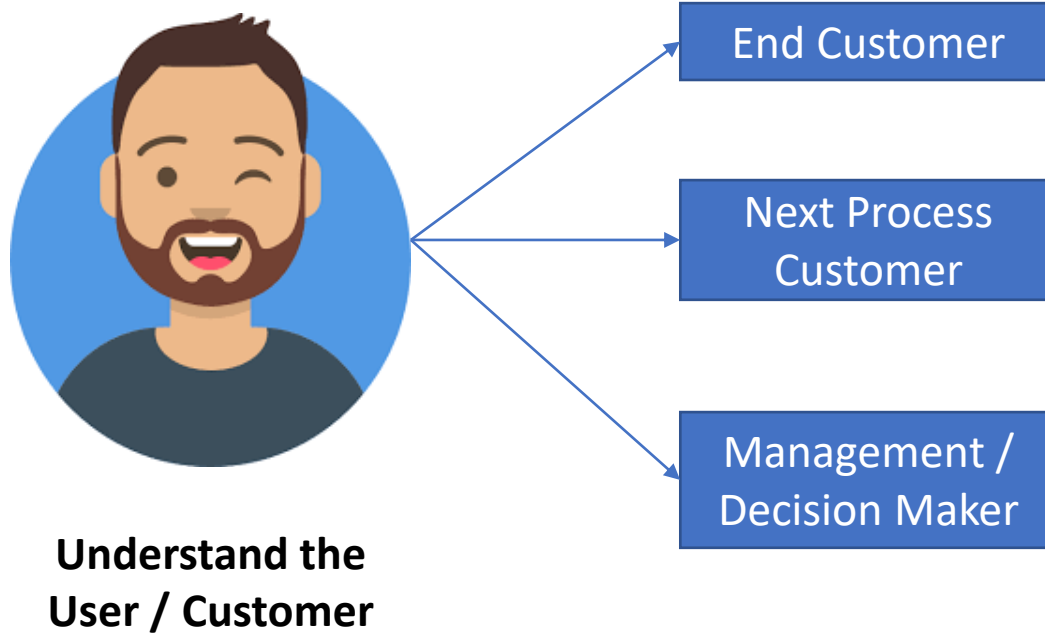 End Customer
Next Process
Customer
Management /
Decision Maker
Understand the
User / Customer